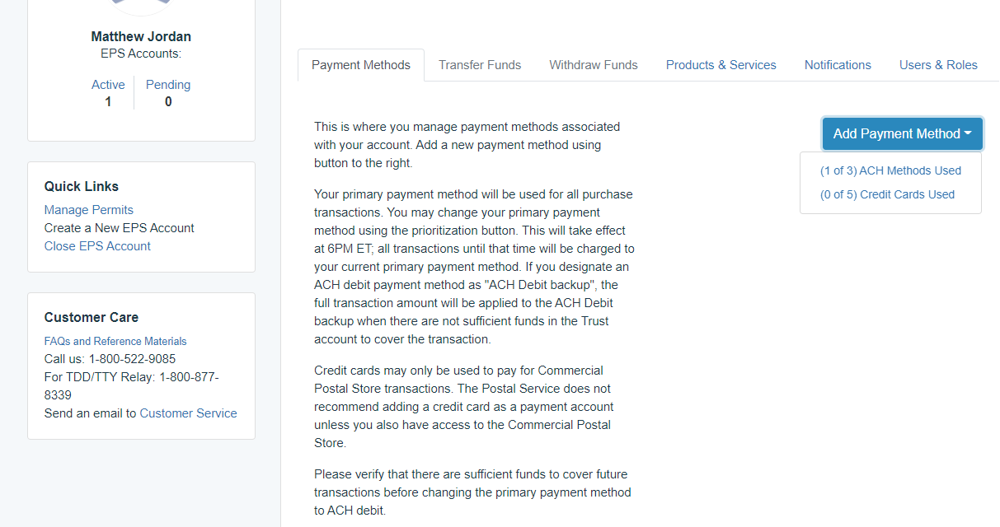 Matthew Jordan
EPS Accounts:
Active
1
Pending
0
Quick Links
Manage Permits
Create a New EPS Account
Close EPS Account
Customer Care
FAQs and Reference Materials
Call us: 1-800-522-9085
For TDD/TTY Relay: 1-800-877-
8339
Send an email to Customer Service
Payment Methods
Transfer Funds
Withdraw Funds
Products & Services
Notifications
Users & Roles
This is where you manage payment methods associated
with your account. Add a new payment method using
button to the right.
Your primary payment method will be used for all purchase
transactions. You may change your primary payment
method using the prioritization button. This will take effect
at 6PM ET; all transactions until that time will be charged to
your current primary payment method. If you designate an
ACH debit payment method as "ACH Debit backup", the
full transaction amount will be applied to the ACH Debit
backup when there are not sufficient funds in the Trust
account to cover the transaction.
Credit cards may only be used to pay for Commercial
Postal Store transactions. The Postal Service does not
recommend adding a credit card as a payment account
unless you also have access to the Commercial Postal
Store.
Please verify that there are sufficient funds to cover future
transactions before changing the primary payment method
to ACH debit.
Add Payment Method
(1 of 3) ACH Methods Used
(0 of 5) Credit Cards Used